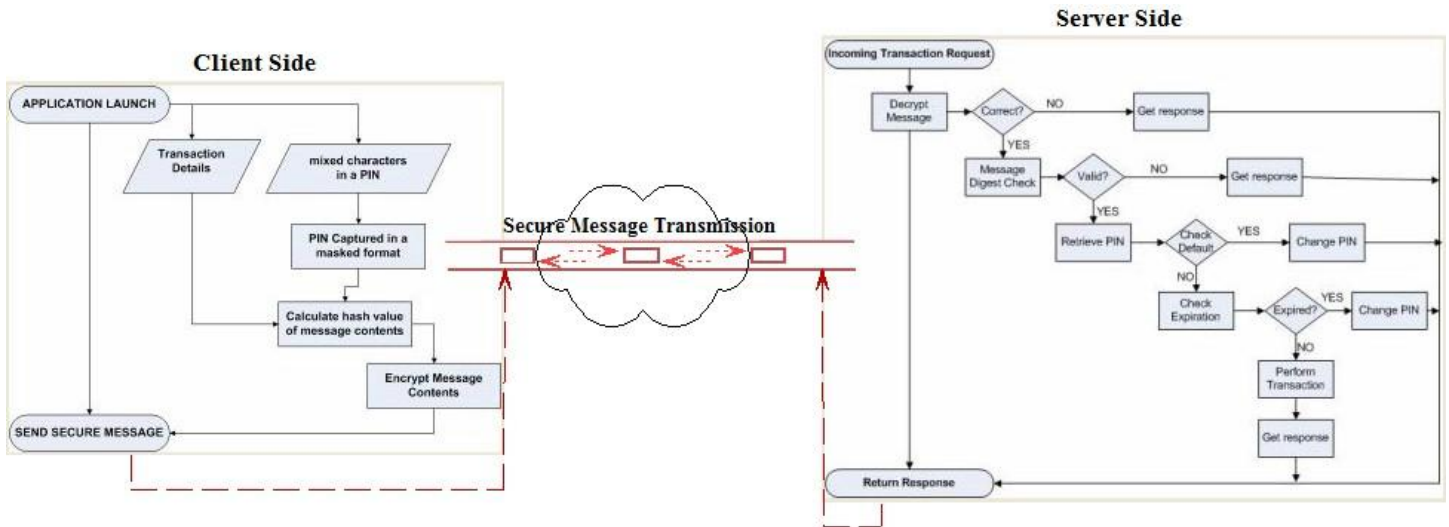 Client Side
APPLICATION LAUNCH
Transaction
Details
mixed characters
in a PIN
PIN Captured in a
masked format
Calculate hash value
of message contents
Encrypt Message
Contents
SEND SECURE MESSAGE
Secure Message Transmission
Server Side
Incoming Transaction Request
Decrypt
Message
Correct?
NO
Get response
YES
Message
Digest Check
Valid?
NO
Get response
YES
Retrieve PIN
Check
Default
YES
Change PIN
NO
Check
Expiration
Expired?
YES
Change PIN
NO
Perform
Transaction
Get response
Return Response